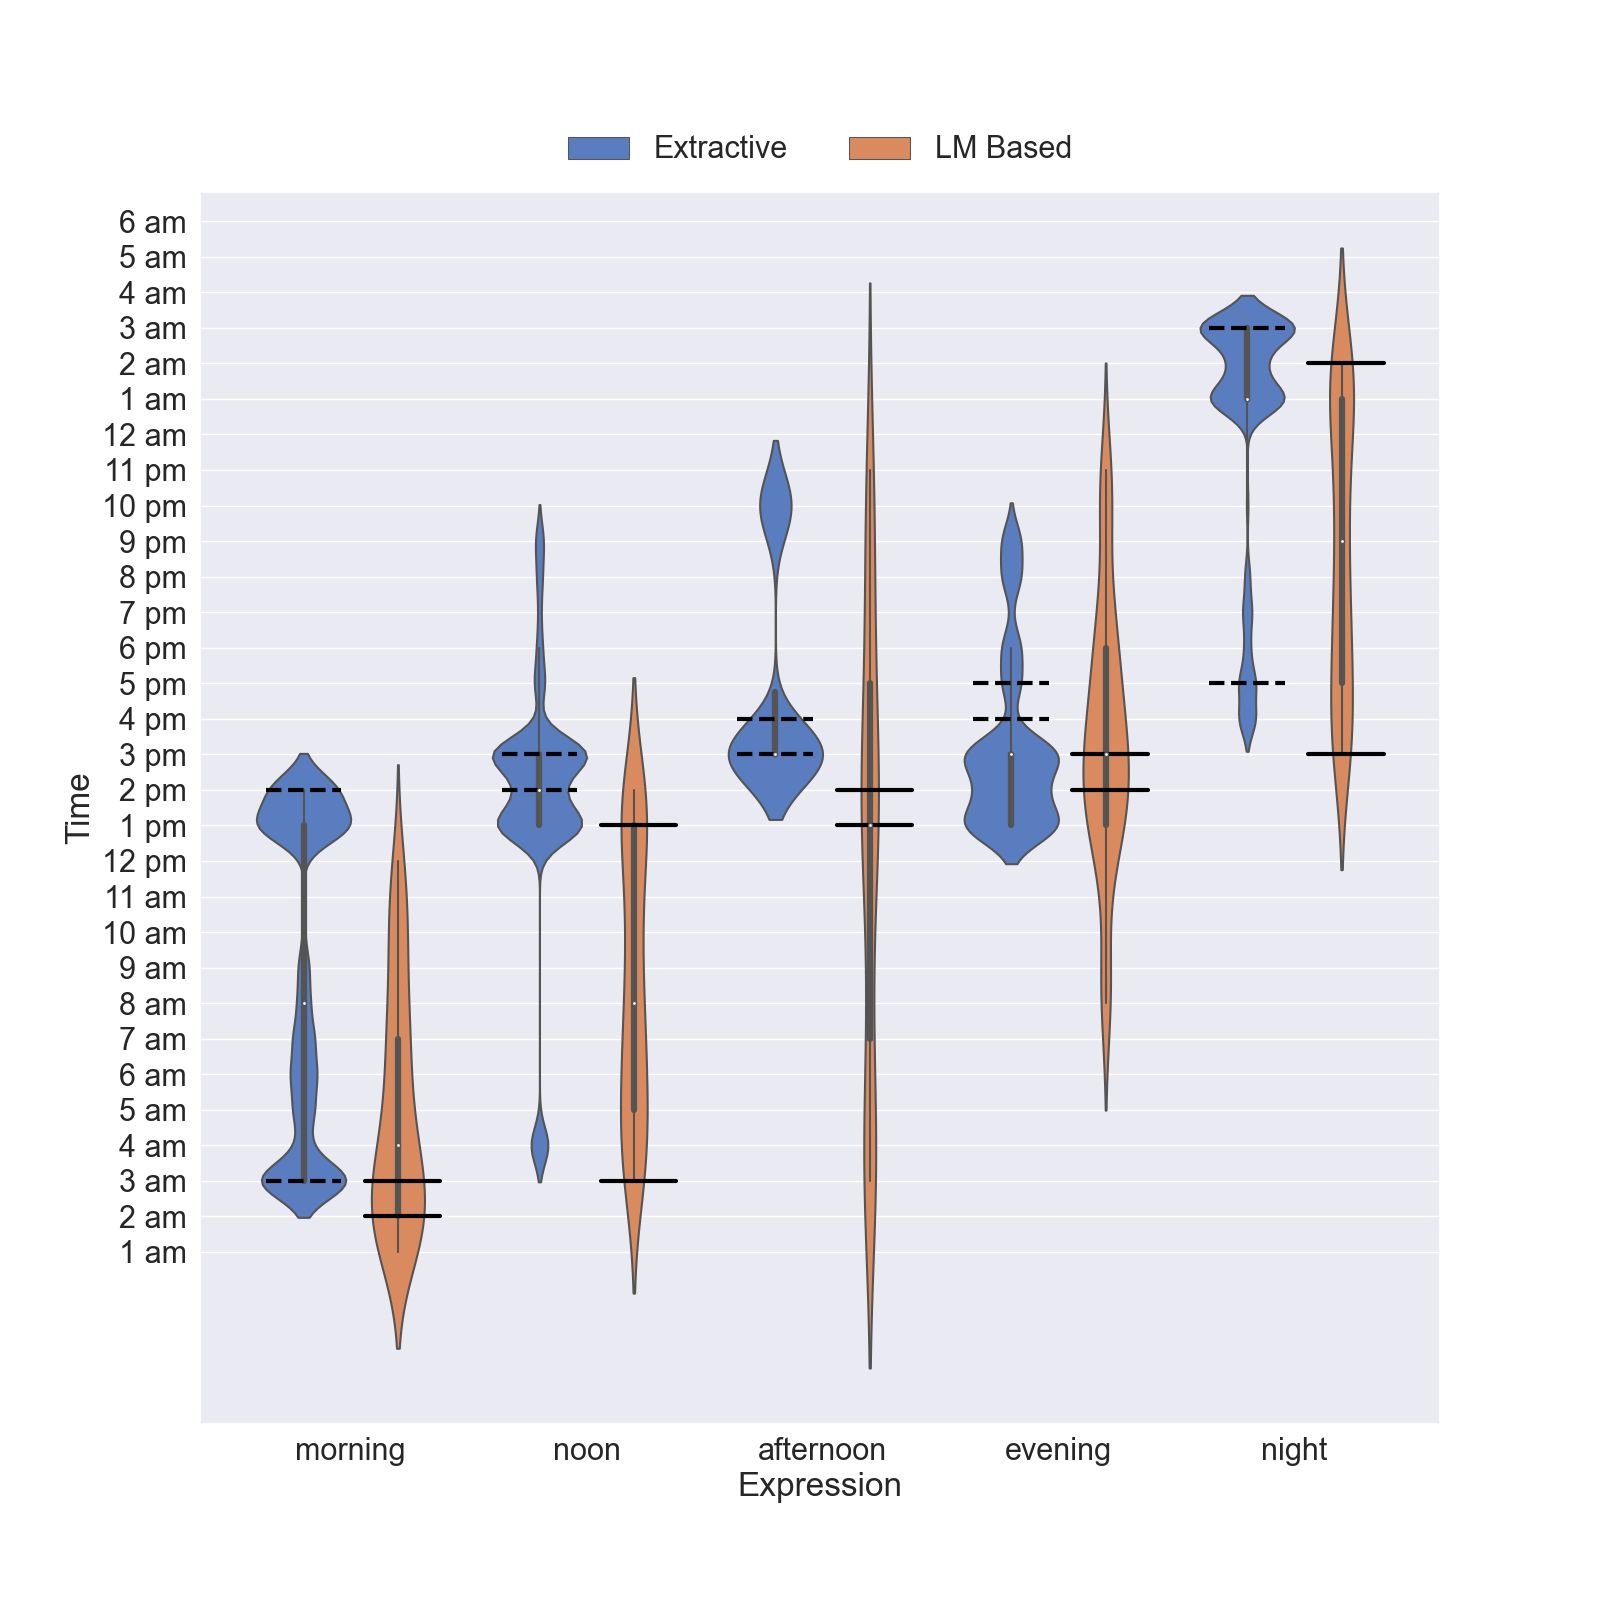 Extractive LM Based
6 am
5 am
4 am
3 am
2 am
1 am
12 am
11 pm
10 pm
9 pm
8 pm
7 pm
6 pm
5 pm
4 pm
3 pm
2 pm
1 pm
12 pm
11 am
10 am
9 am
8 am
7 am
6 am
5 am
4 am
3 am
2 am
1 am
Time
morning noon afternoon evening night
Expression